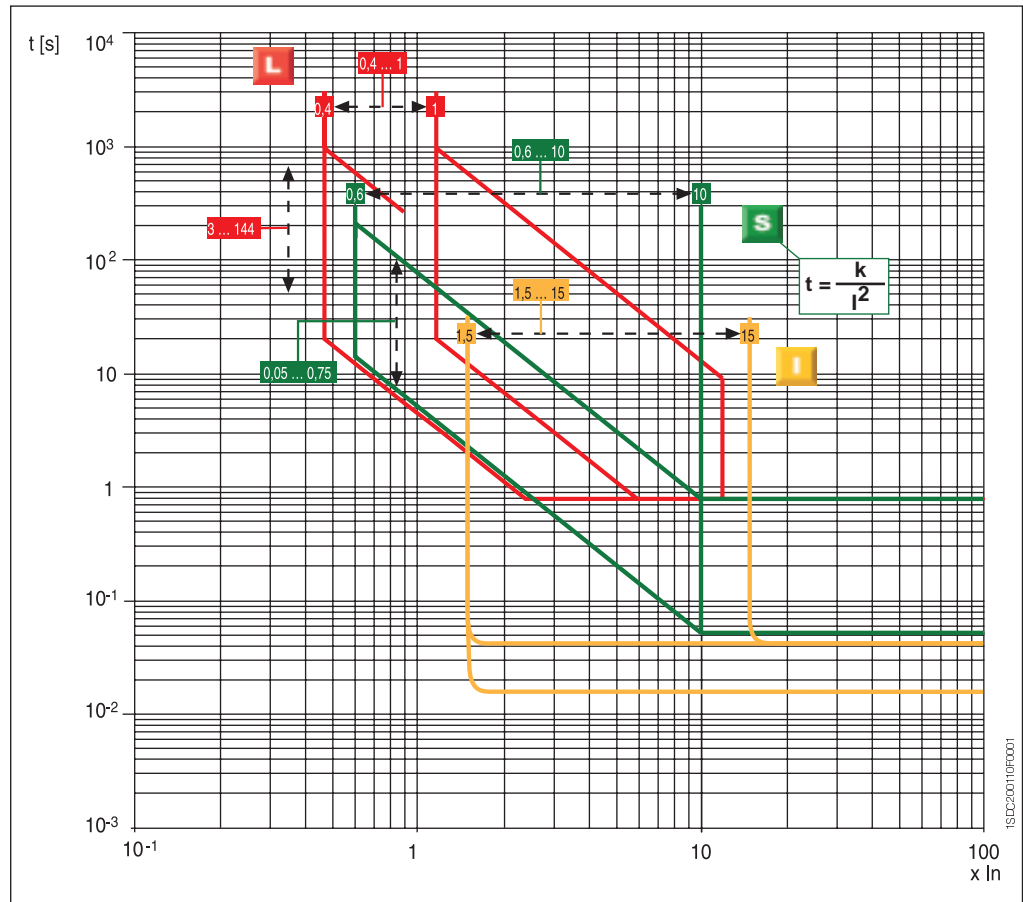 t [s]
10⁴
L
0,4 ... 1
0,4
1
10³
0,6 ... 10
0,6
10
S
3 ... 144
t = k / I²
10²
1,5 ... 15
1,5
15
I
0,05 ... 0,75
10
1
10⁻¹
10⁻²
10⁻³
10⁻¹
1
10
100
x In
1SDC200110F0001